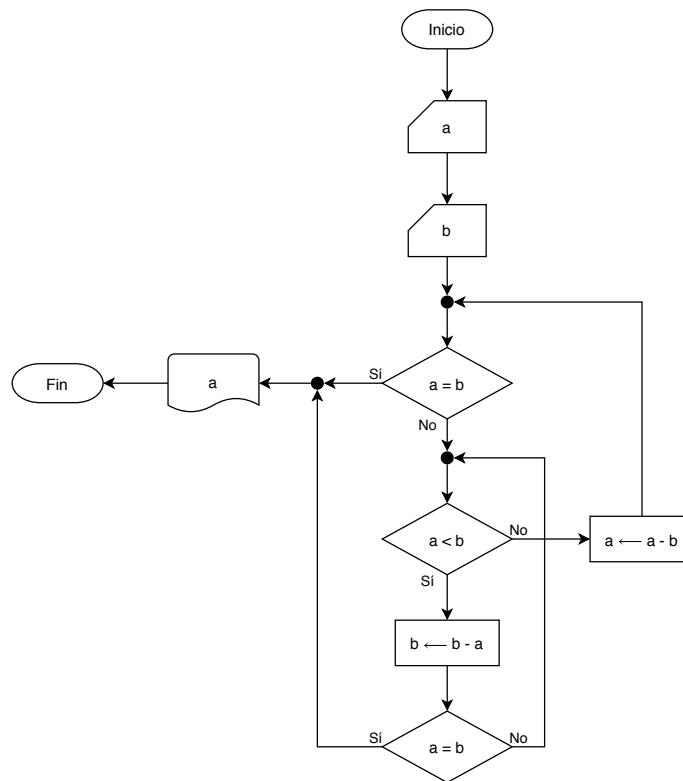 Inicio
a
b
Fin
a
Sí
a = b
No
a < b
No
a ⟵ a - b
Sí
b ⟵ b - a
Sí
a = b
No